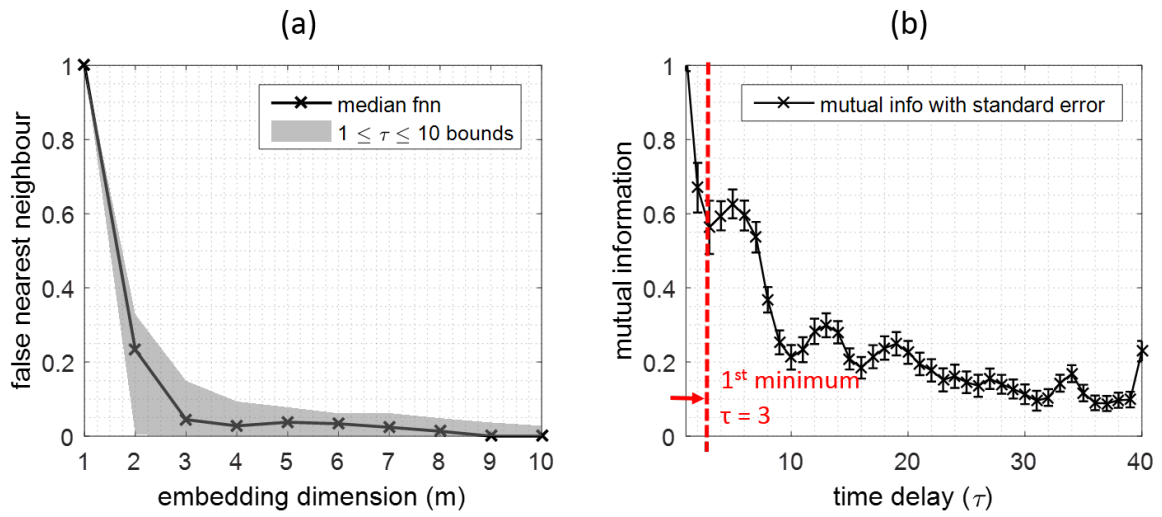 (a)
1
0.8
0.6
0.4
0.2
0
false nearest neighbour
median fnn
1 ≤ τ ≤ 10 bounds
1 2 3 4 5 6 7 8 9 10
embedding dimension (m)
(b)
1
0.8
0.6
0.4
0.2
0
mutual information
mutual info with standard error
1st minimum
τ = 3
10 20 30 40
time delay (τ)